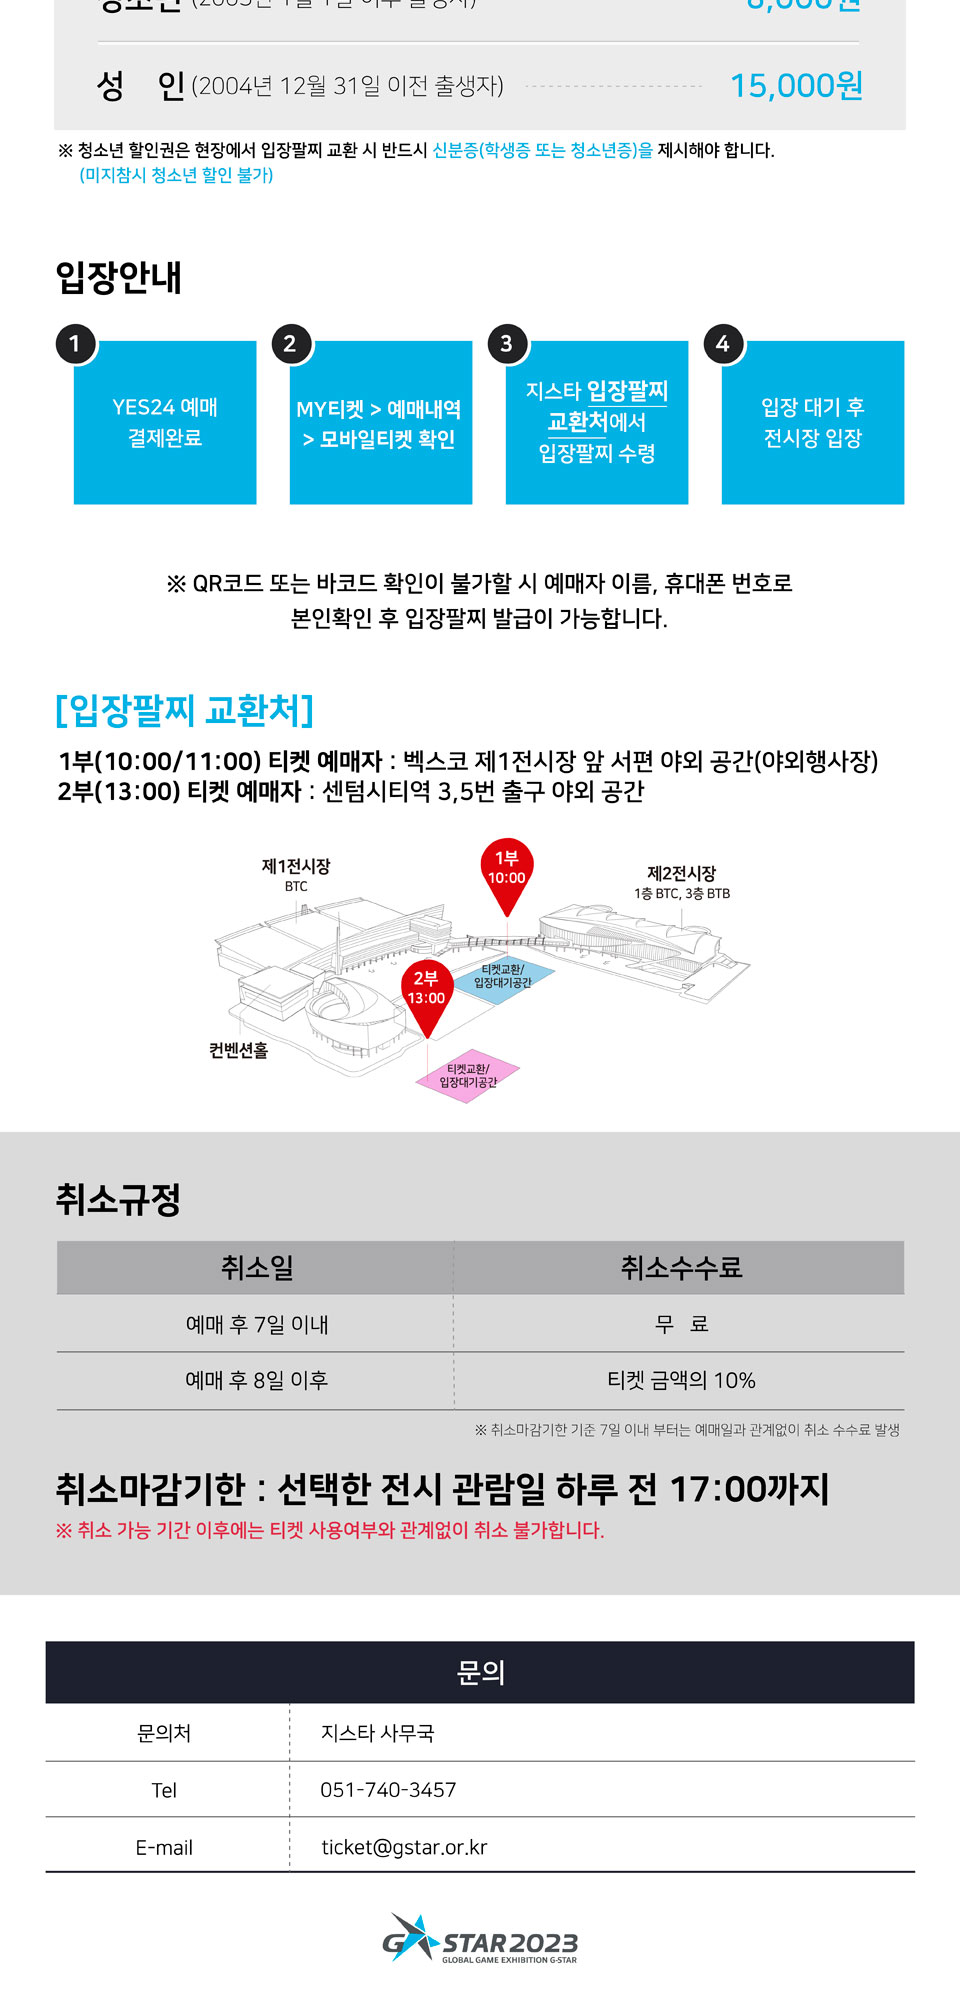 성 인 (2004년 12월 31일 이전 출생자) 15,000원
※ 청소년 할인권은 현장에서 입장팔찌 교환 시 반드시 신분증(학생증 또는 청소년증)을 제시해야 합니다.
(미지참시 청소년 할인 불가)
입장안내
1
YES24 예매
결제완료
2
MY티켓 > 예매내역
> 모바일티켓 확인
3
지스타 입장팔찌
교환처에서
입장팔찌 수령
4
입장 대기 후
전시장 입장
※ QR코드 또는 바코드 확인이 불가할 시 예매자 이름, 휴대폰 번호로
본인확인 후 입장팔찌 발급이 가능합니다.
[입장팔찌 교환처]
1부(10:00/11:00) 티켓 예매자 : 벡스코 제1전시장 앞 서편 야외 공간(야외행사장)
2부(13:00) 티켓 예매자 : 센텀시티역 3,5번 출구 야외 공간
제1전시장
BTC
1부
10:00
제2전시장
1층 BTC, 3층 BTB
2부
13:00
티켓교환/
입장대기공간
컨벤션홀
티켓교환/
입장대기공간
취소규정
취소일 취소수수료
예매 후 7일 이내 무 료
예매 후 8일 이후 티켓 금액의 10%
※ 취소마감기한 기준 7일 이내 부터는 예매일과 관계없이 취소 수수료 발생
취소마감기한 : 선택한 전시 관람일 하루 전 17:00까지
※ 취소 가능 기간 이후에는 티켓 사용여부와 관계없이 취소 불가합니다.
문의
문의처 지스타 사무국
Tel 051-740-3457
E-mail ticket@gstar.or.kr
G STAR 2023
GLOBAL GAME EXHIBITION G-STAR